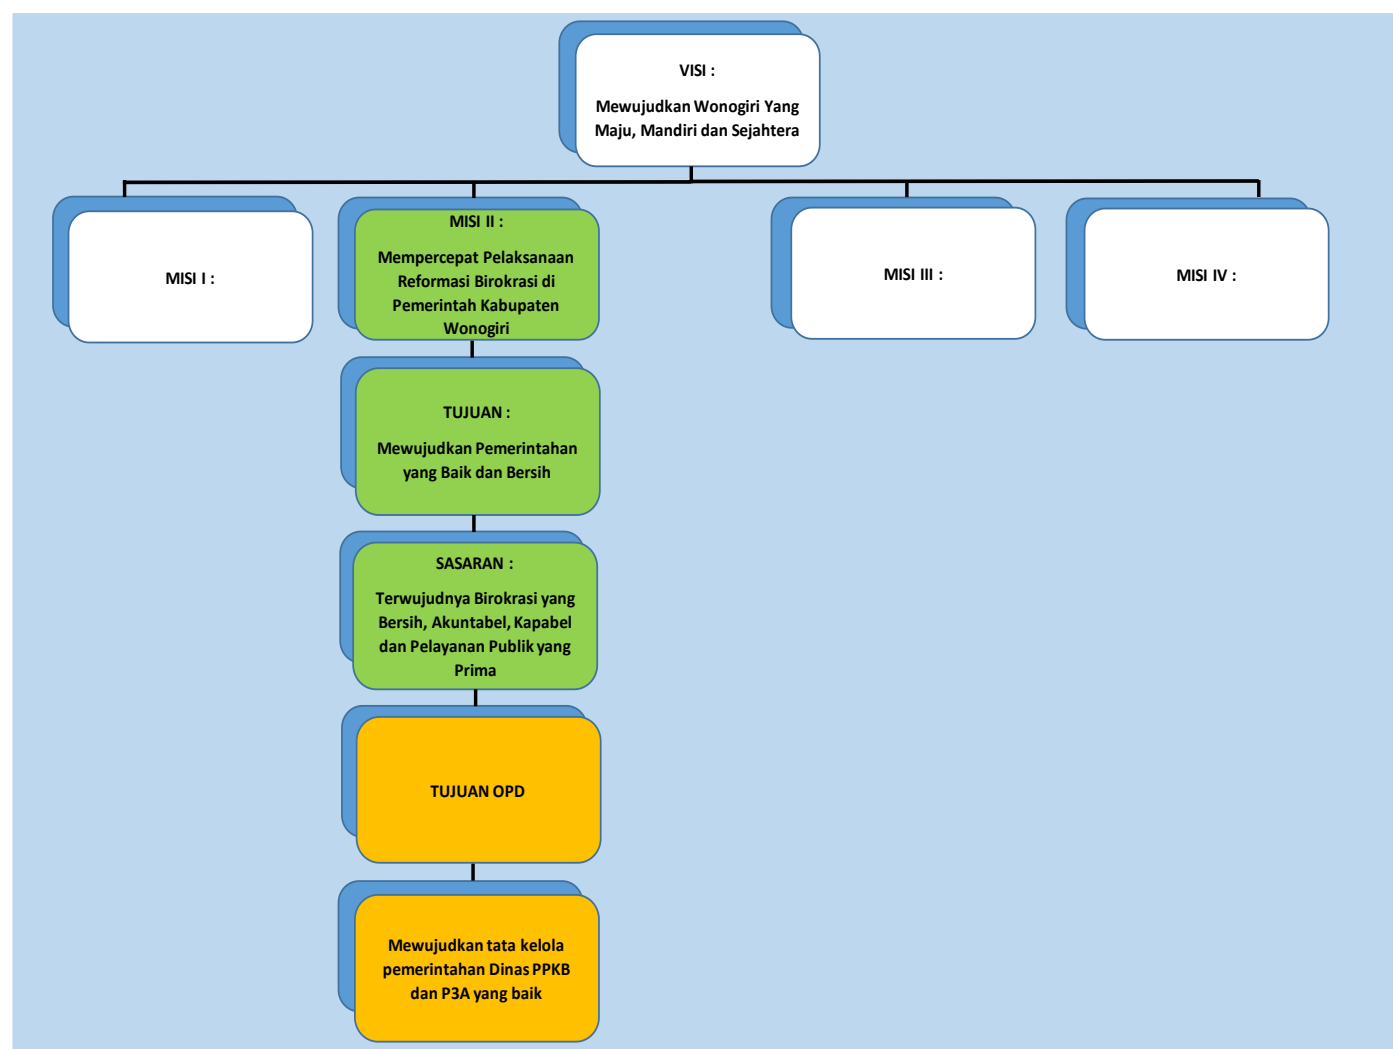 VISI :
Mewujudkan Wonogiri Yang
Maju, Mandiri dan Sejahtera
MISI I :
MISI II :
Mempercepat Pelaksanaan
Reformasi Birokrasi di
Pemerintah Kabupaten
Wonogiri
MISI III :
MISI IV :
TUJUAN :
Mewujudkan Pemerintahan
yang Baik dan Bersih
SASARAN :
Terwujudnya Birokrasi yang
Bersih, Akuntabel, Kapabel
dan Pelayanan Publik yang
Prima
TUJUAN OPD
Mewujudkan tata kelola
pemerintahan Dinas PPKB
dan P3A yang baik